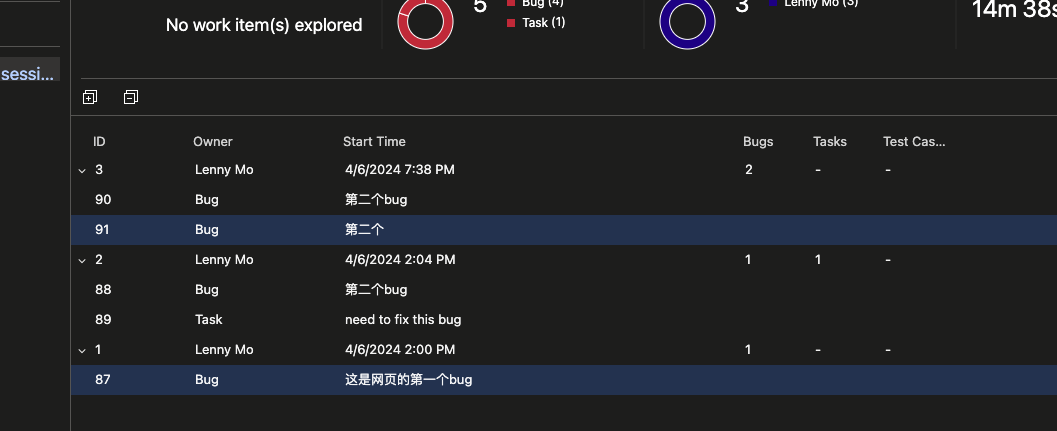 No work item(s) explored
5
Bug (4)
Task (1)
3
Lenny Mo (3)
14m 38s
sessi...
ID Owner Start Time Bugs Tasks Test Cas...
3 Lenny Mo 4/6/2024 7:38 PM 2 - -
90 Bug 第二个bug
91 Bug 第二个
2 Lenny Mo 4/6/2024 2:04 PM 1 1 -
88 Bug 第二个bug
89 Task need to fix this bug
1 Lenny Mo 4/6/2024 2:00 PM 1 - -
87 Bug 这是网页的第一个bug